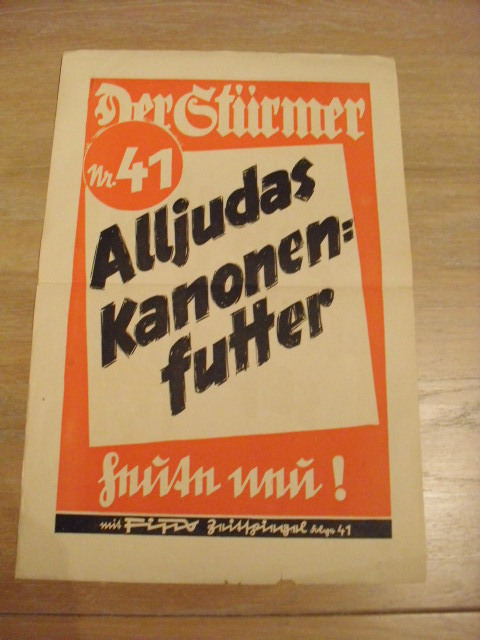 Der Stürmer
Nr. 41
Alljudas
Kanonen=
futter
heute neu!
mit Fips Zeitspiegel Folge 41